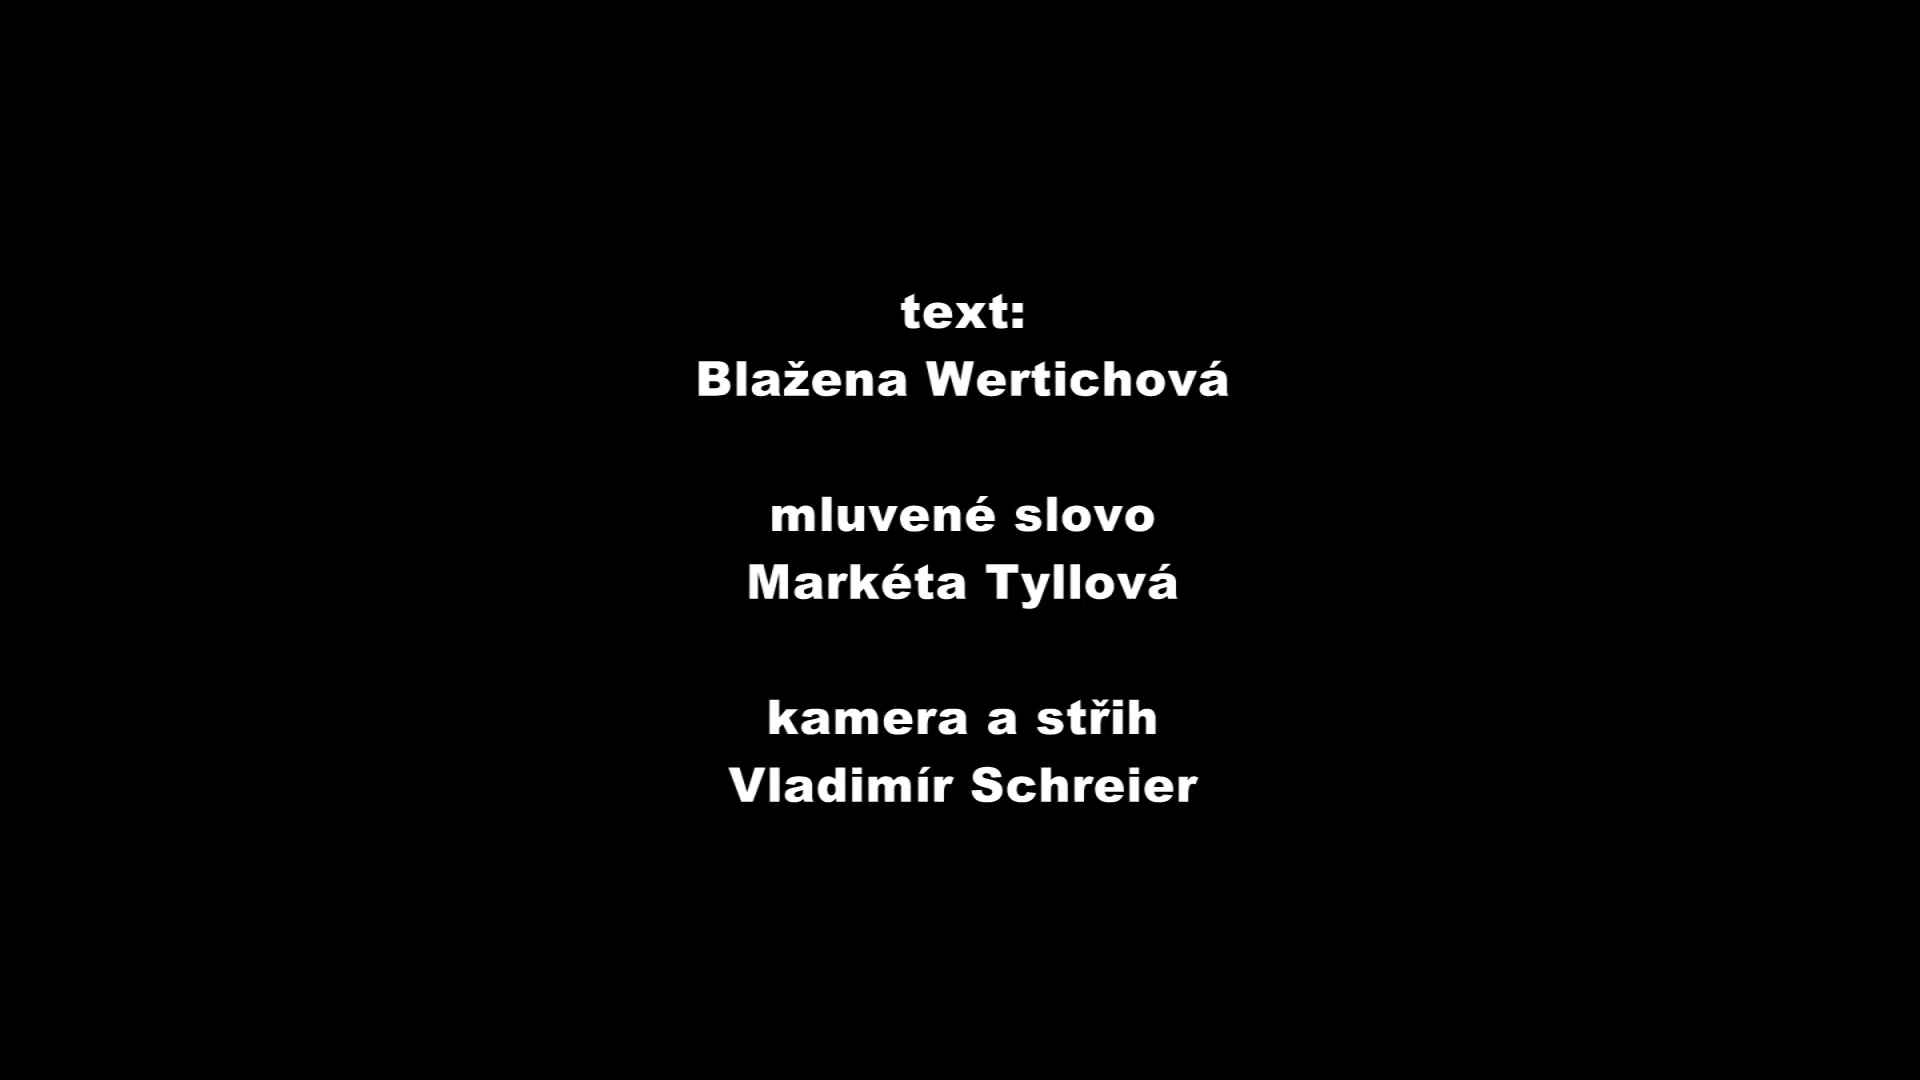 text:
Blažena Wertichová
mluvené slovo
Markéta Tyllová
kamera a střih
Vladimír Schreier